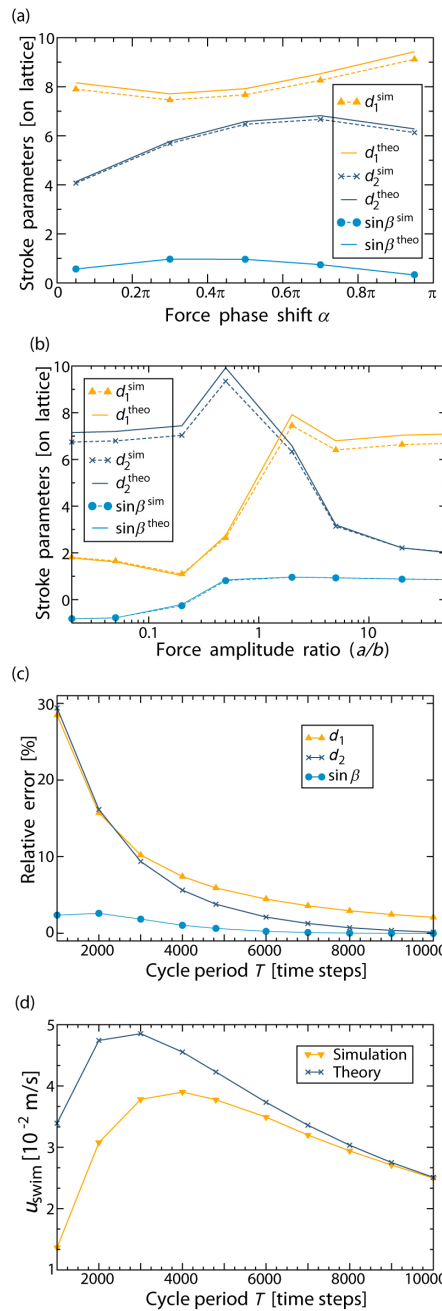 (a)
Stroke parameters [on lattice]
10
8
6
4
2
0
d₁ˢⁱᵐ
d₁ᵗʰᵉᵒ
d₂ˢⁱᵐ
d₂ᵗʰᵉᵒ
sinβˢⁱᵐ
sinβᵗʰᵉᵒ
0 0.2π 0.4π 0.6π 0.8π π
Force phase shift α
(b)
Stroke parameters [on lattice]
10
8
6
4
2
0
d₁ˢⁱᵐ
d₁ᵗʰᵉᵒ
d₂ˢⁱᵐ
d₂ᵗʰᵉᵒ
sinβˢⁱᵐ
sinβᵗʰᵉᵒ
0.1 1 10
Force amplitude ratio (a/b)
(c)
Relative error [%]
30
20
10
0
d₁
d₂
sin β
2000 4000 6000 8000 10000
Cycle period T [time steps]
(d)
u_swim [10⁻² m/s]
5
4
3
2
1
Simulation
Theory
2000 4000 6000 8000 10000
Cycle period T [time steps]